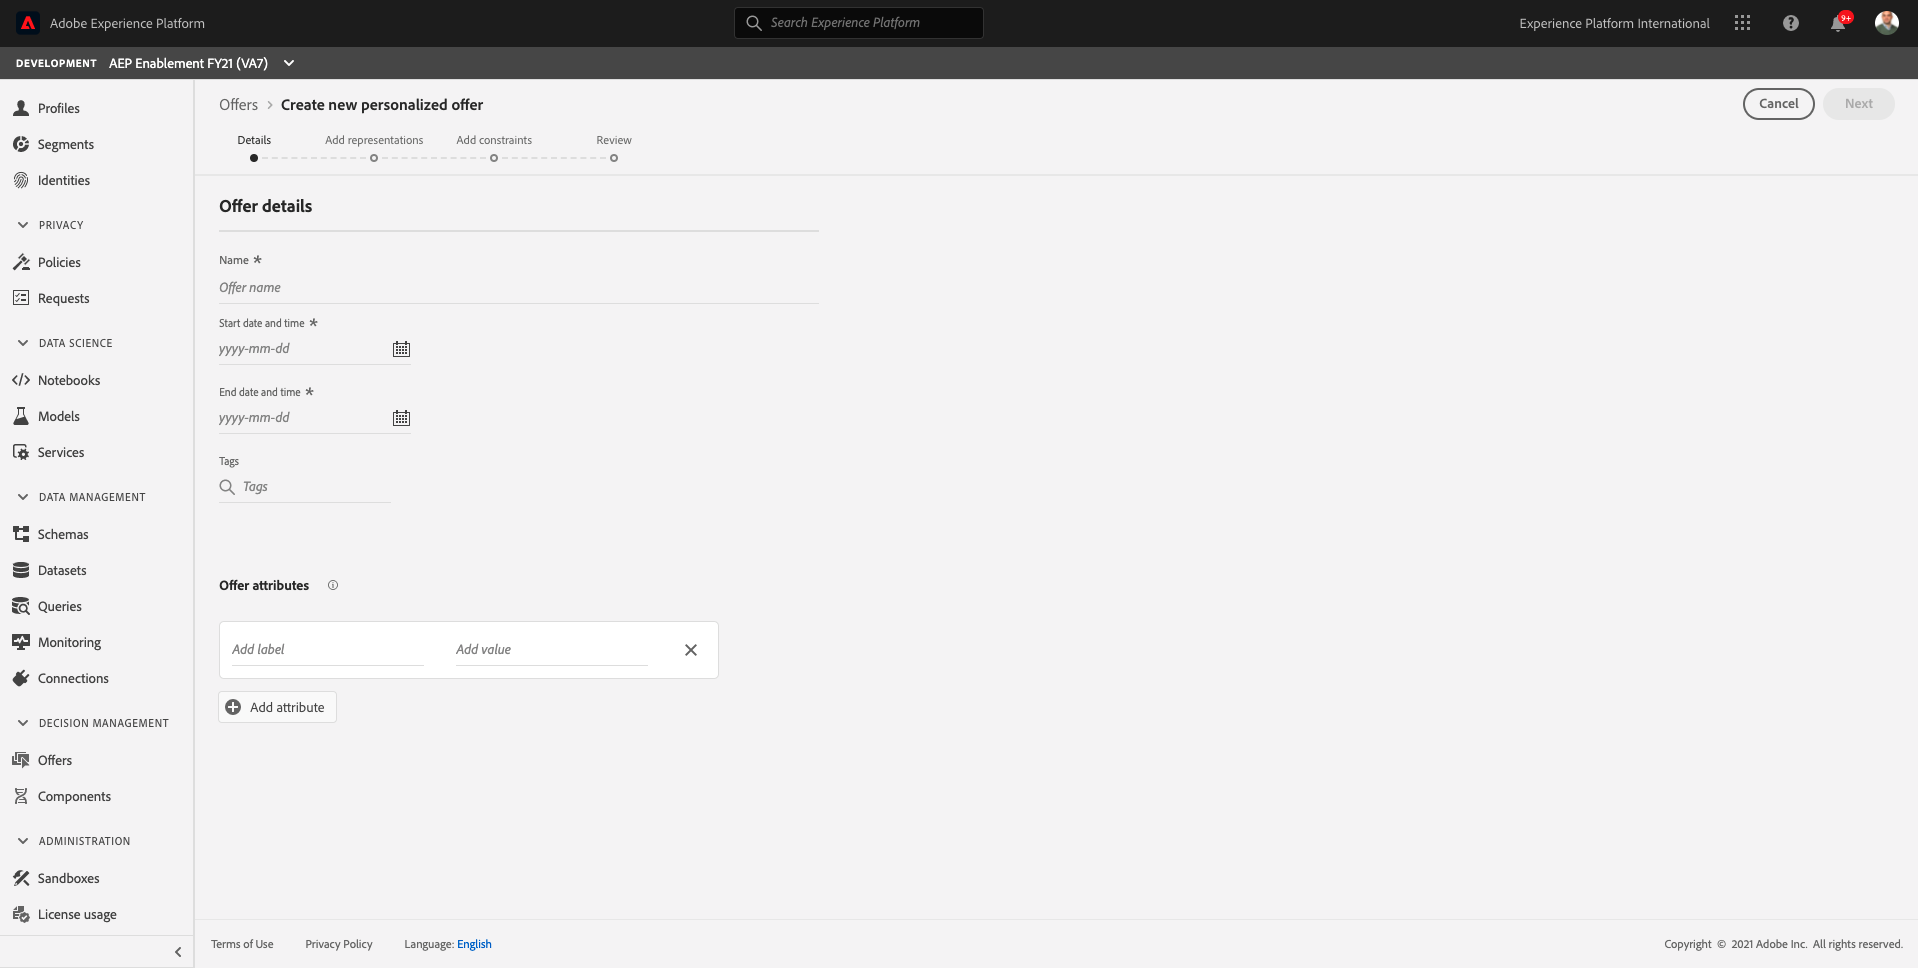 Adobe Experience Platform
Search Experience Platform
Experience Platform International
9+
DEVELOPMENT AEP Enablement FY21 (VA7)
Profiles
Segments
Identities
PRIVACY
Policies
Requests
DATA SCIENCE
Notebooks
Models
Services
DATA MANAGEMENT
Schemas
Datasets
Queries
Monitoring
Connections
DECISION MANAGEMENT
Offers
Components
ADMINISTRATION
Sandboxes
License usage
Offers > Create new personalized offer
Cancel
Next
Details
Add representations
Add constraints
Review
Offer details
Name *
Offer name
Start date and time *
yyyy-mm-dd
End date and time *
yyyy-mm-dd
Tags
Tags
Offer attributes
Add label
Add value
Add attribute
Terms of Use
Privacy Policy
Language: English
Copyright © 2021 Adobe Inc. All rights reserved.